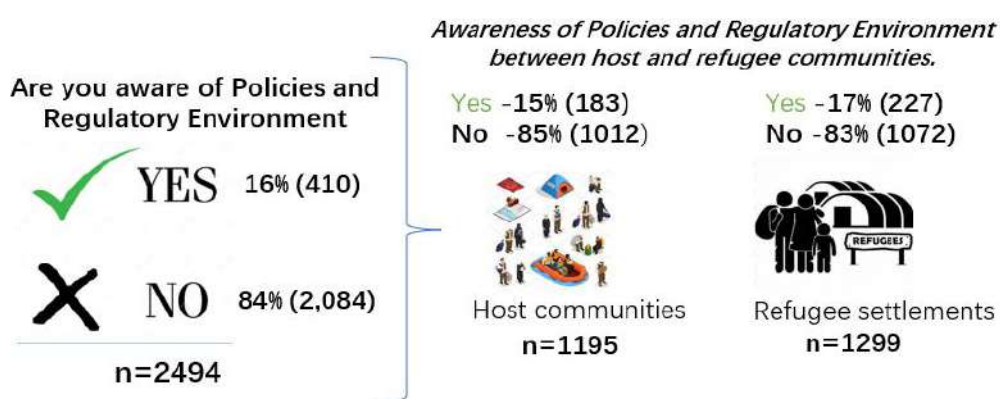 Are you aware of Policies and
Regulatory Environment
YES 16% (410)
NO 84% (2,084)
n=2494
Awareness of Policies and Regulatory Environment
between host and refugee communities.
Yes -15% (183)
No -85% (1012)
Host communities
n=1195
Yes -17% (227)
No -83% (1072)
REFUGEES
Refugee settlements
n=1299